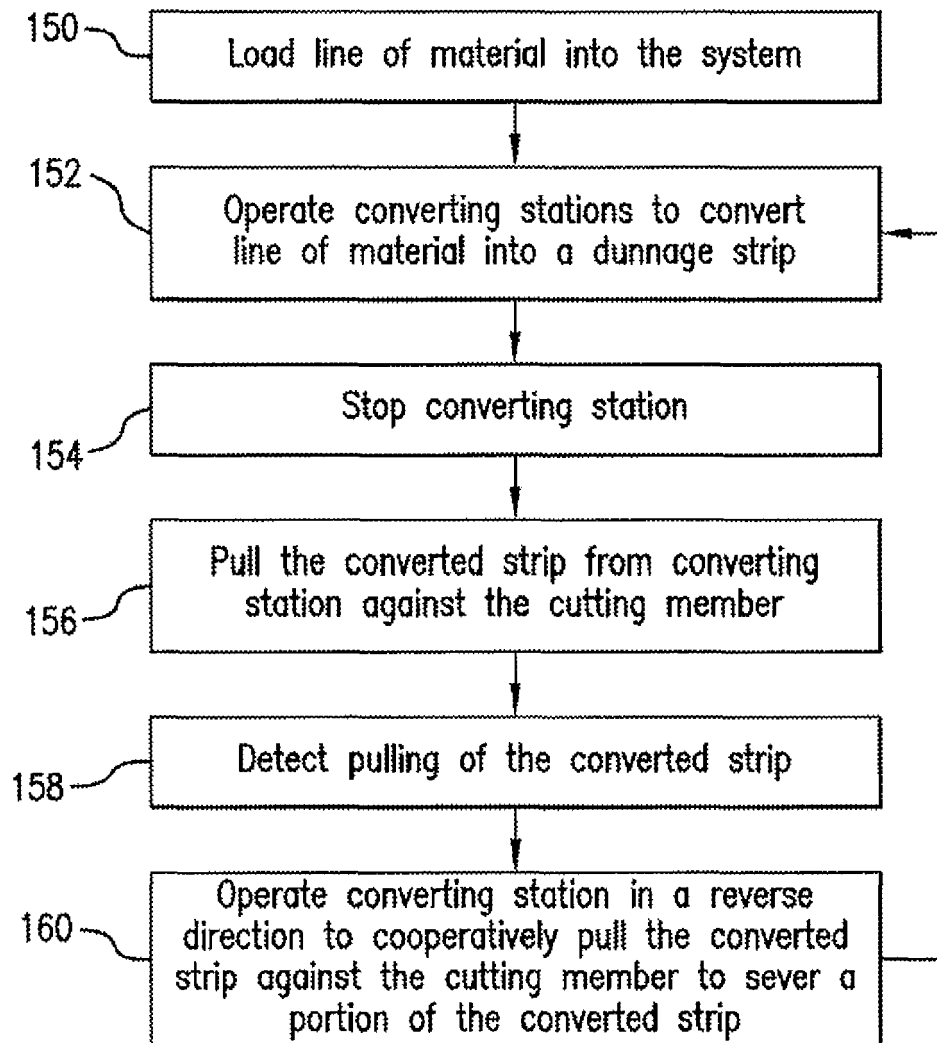 150
Load line of material into the system
152
Operate converting stations to convert
line of material into a dunnage strip
154
Stop converting station
156
Pull the converted strip from converting
station against the cutting member
158
Detect pulling of the converted strip
160
Operate converting station in a reverse
direction to cooperatively pull the converted
strip against the cutting member to sever a
portion of the converted strip